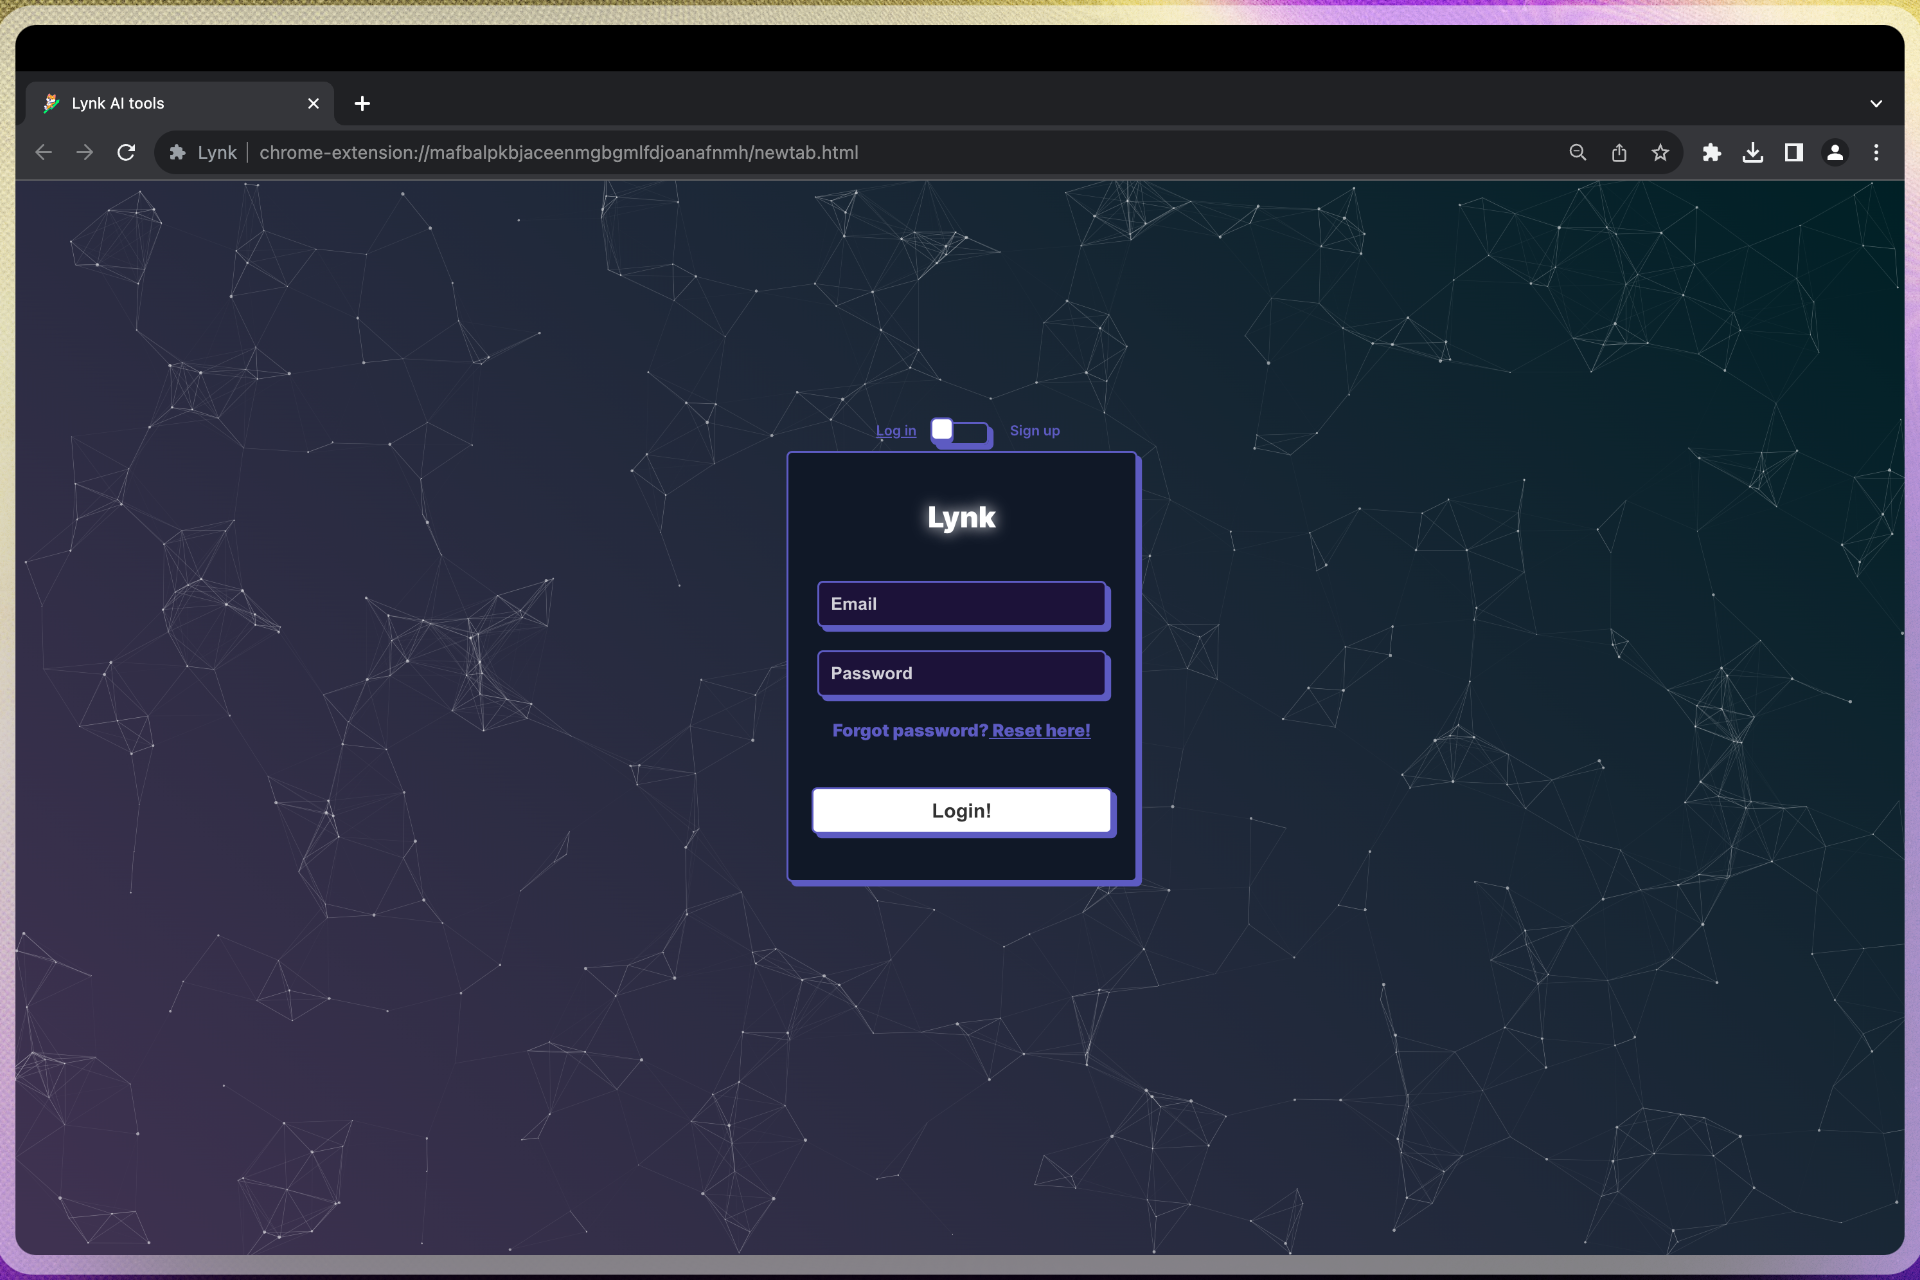 Lynk AI tools
Lynk chrome-extension://mafbalpkbjaceenmgbgmlfdjoanafnmh/newtab.html
Log in Sign up
Lynk
Email
Password
Forgot password? Reset here!
Login!